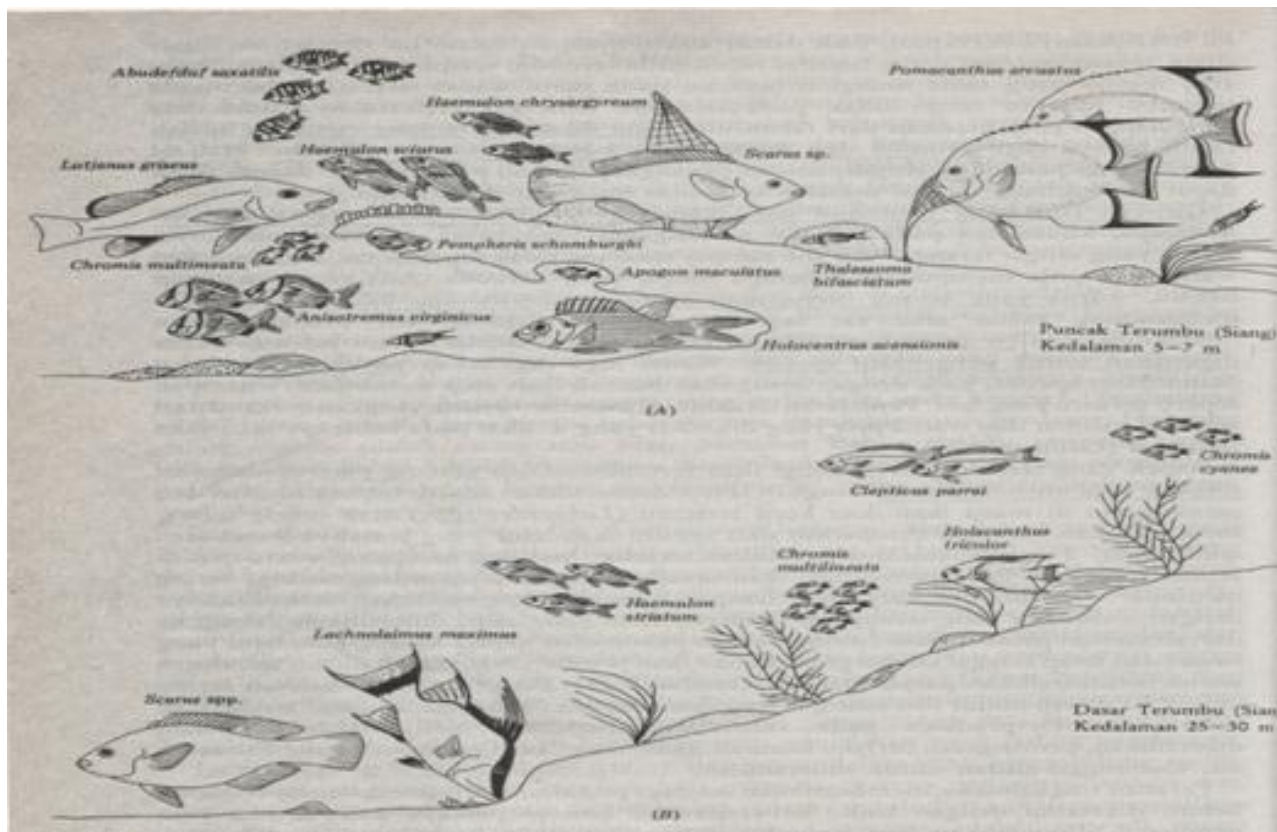 Abudefduf saxatilis
Pomacanthus arcuatus
Haemulon chrysargyreum
Haemulon sciurus
Scarus sp.
Lutjanus griseus
Pempheris schomburgki
Chromis multineata
Apogon maculatus
Thalassoma
bifasciatum
Anisotremus virginicus
Holocentrus ascensionis
Puncak Terumbu (Siang)
Kedalaman 5-7 m
(A)
Chromis
cyanea
Clepticus parrai
Holacanthus
tricolor
Chromis
multilineata
Haemulon
striatum
Lachnolaimus maximus
Scarus spp.
Dasar Terumbu (Sian
Kedalaman 25-30 m
(B)